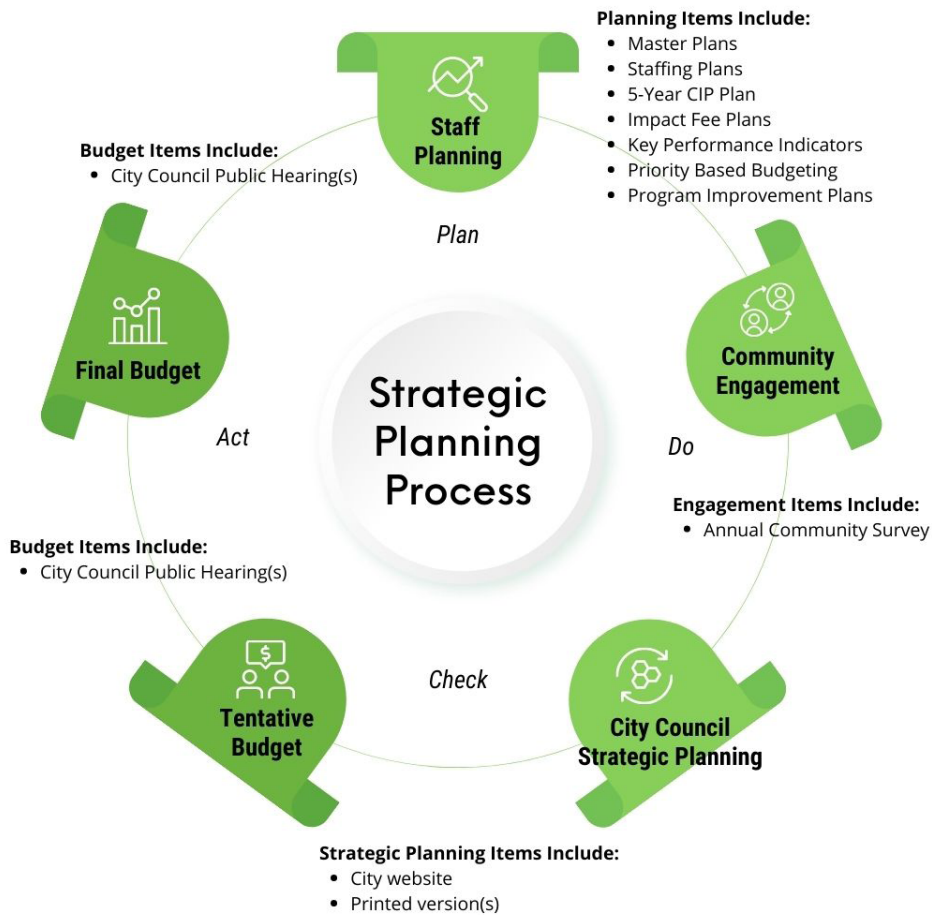 Planning Items Include:
• Master Plans
• Staffing Plans
• 5-Year CIP Plan
• Impact Fee Plans
• Key Performance Indicators
• Priority Based Budgeting
• Program Improvement Plans
Staff
Planning
Plan
Community
Engagement
Do
Engagement Items Include:
• Annual Community Survey
City Council
Strategic Planning
Strategic Planning Items Include:
• City website
• Printed version(s)
Check
$
Tentative
Budget
Budget Items Include:
• City Council Public Hearing(s)
Act
Final Budget
Budget Items Include:
• City Council Public Hearing(s)
Strategic
Planning
Process